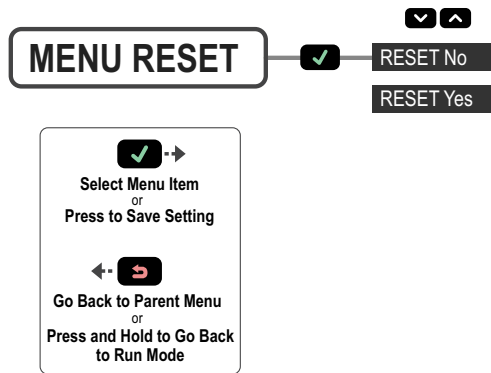 MENU RESET
RESET No
RESET Yes
Select Menu Item
or
Press to Save Setting
Go Back to Parent Menu
or
Press and Hold to Go Back
to Run Mode